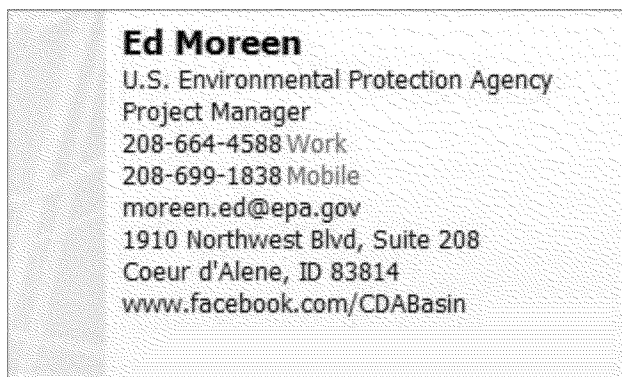 Ed Moreen
U.S. Environmental Protection Agency
Project Manager
208-664-4588 Work
208-699-1838 Mobile
moreen.ed@epa.gov
1910 Northwest Blvd, Suite 208
Coeur d'Alene, ID 83814
www.facebook.com/CDABasin